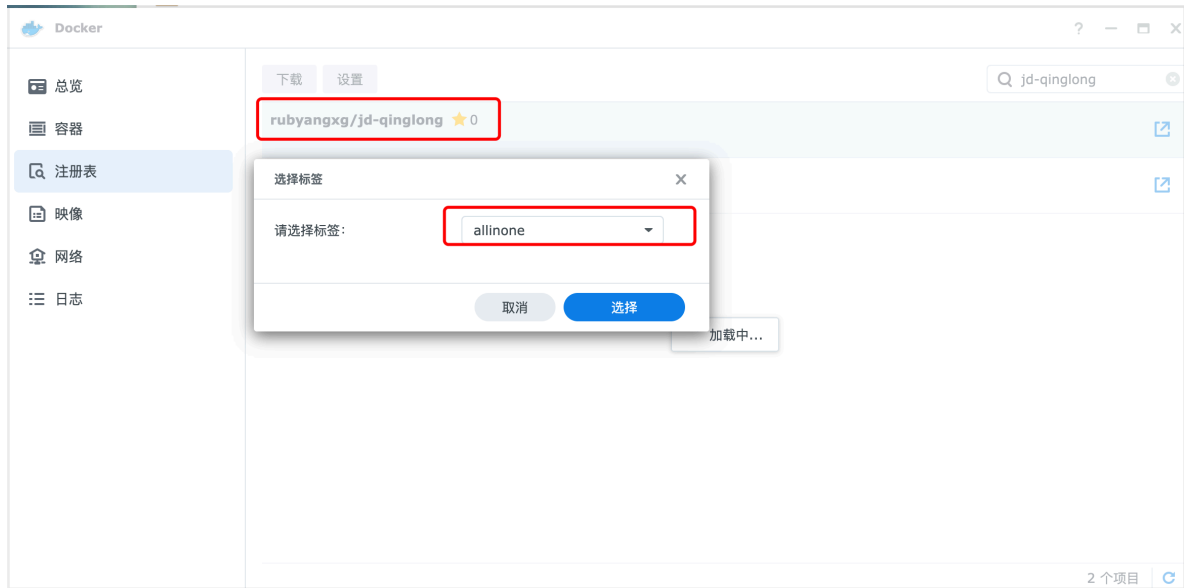 Docker
总览
容器
注册表
映像
网络
日志
下载 设置 jd-qinglong
rubyangxg/jd-qinglong 0
选择标签
请选择标签:
allinone
取消 选择
加载中...
2 个项目